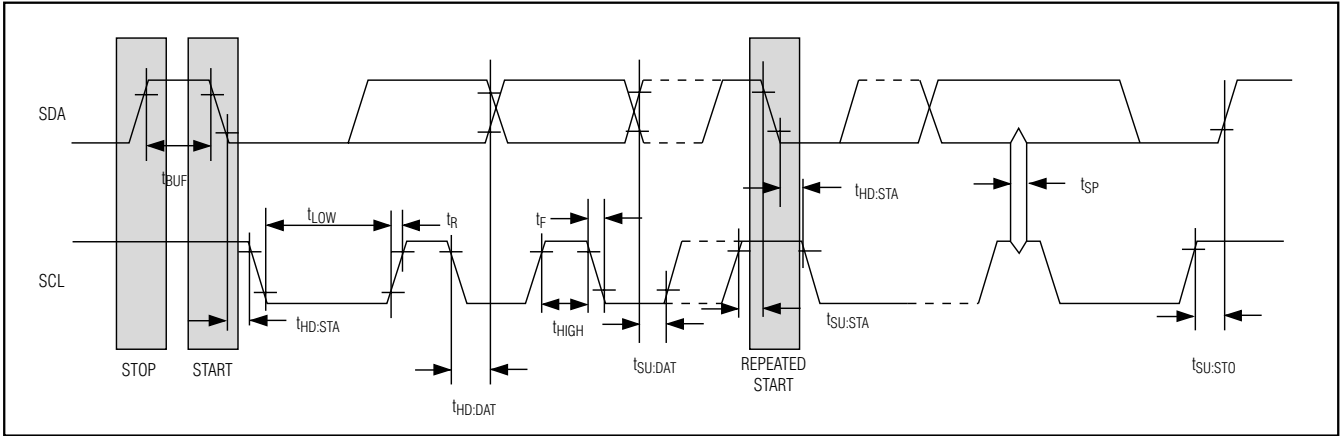 SDA
tBUF
tHD:STA
tSP
tLOW
tR
tF
SCL
tHD:STA
tHIGH
tSU:STA
tSU:DAT
tSU:STO
STOP
START
REPEATED
START
tHD:DAT